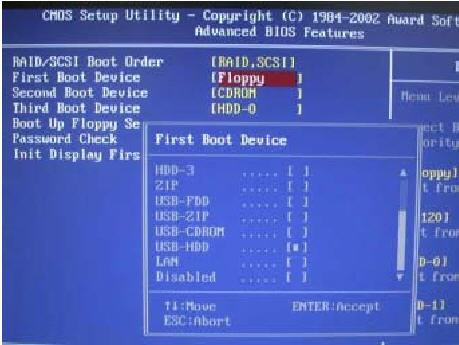 CMOS Setup Utility - Copyright (C) 1984-2002 Award Soft
Advanced BIOS Features
RAID/SCSI Boot Order [RAID,SCSI]
First Boot Device [Floppy ]
Second Boot Device [CDROM ]
Third Boot Device [HDD-0 ]
Boot Up Floppy Se
Password Check
Init Display Firs
Menu Lev
First Boot Device
HDD-3 ..... [ ]
ZIP ..... [ ]
USB-FDD ..... [ ]
USB-ZIP ..... [ ]
USB-CDROM ..... [ ]
USB-HDD ..... [■]
LAN ..... [ ]
Disabled ..... [ ]
↑↓:Move ENTER:Accept
ESC:Abort
ect B
ority
oppy]
t from
120]
t from
D-0]
t from
D-1]
t from